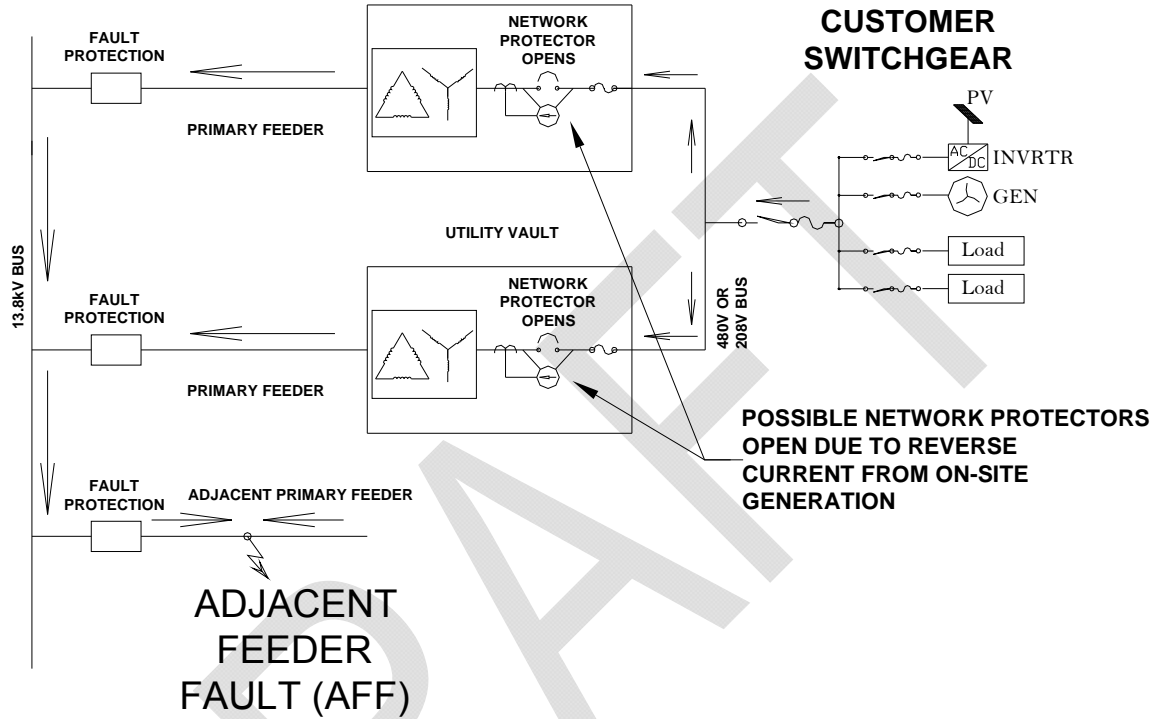 FAULT
PROTECTION
NETWORK
PROTECTOR
OPENS
CUSTOMER
SWITCHGEAR
PV
AC
DC
INVRTR
GEN
PRIMARY FEEDER
UTILITY VAULT
Load
Load
13.8kV BUS
FAULT
PROTECTION
NETWORK
PROTECTOR
OPENS
480V OR
208V BUS
PRIMARY FEEDER
POSSIBLE NETWORK PROTECTORS
OPEN DUE TO REVERSE
CURRENT FROM ON-SITE
GENERATION
FAULT
PROTECTION
ADJACENT PRIMARY FEEDER
ADJACENT
FEEDER
FAULT (AFF)
DRAFT